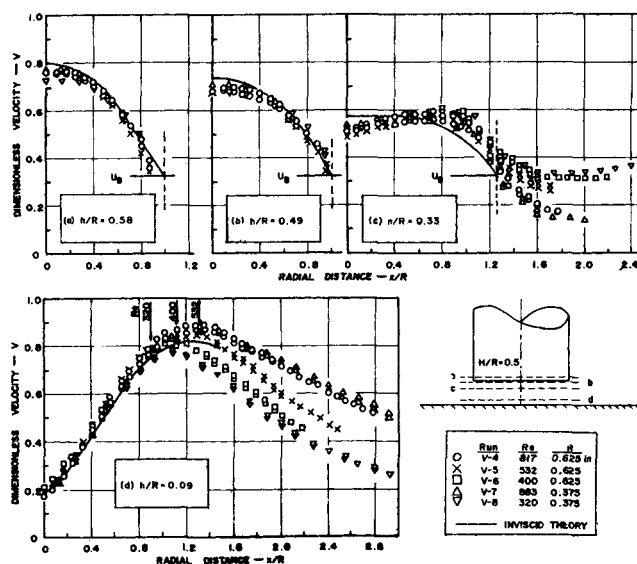 DIMENSIONLESS VELOCITY — V
1.0
0.8
0.6
0.4
0.2
0
(a) h/R = 0.58
(b) h/R = 0.49
(c) h/R = 0.33
0 0.4 0.8 1.2
0 0.4 0.8
0 0.4 0.8 1.2 1.6 2.0 2.4
RADIAL DISTANCE — x/R
DIMENSIONLESS VELOCITY — V
1.0
0.8
0.6
0.4
0.2
0
Re
320
400
532
(d) h/R = 0.09
0 0.4 0.8 1.2 1.6 2.0 2.4 2.8
RADIAL DISTANCE — x/R
H/R=0.5
b
c
d
Run Re R
V-4 817 0.625 in
V-5 532 0.625
V-6 400 0.625
V-7 883 0.375
V-8 320 0.375
INVISCID THEORY